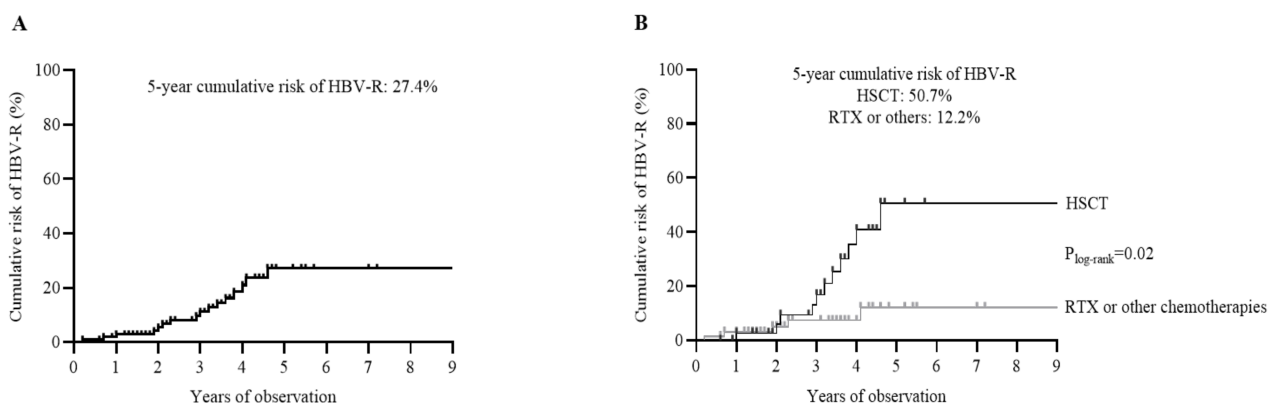 A
5-year cumulative risk of HBV-R: 27.4%
Cumulative risk of HBV-R (%)
100
80
60
40
20
0
0 1 2 3 4 5 6 7 8 9
Years of observation
B
5-year cumulative risk of HBV-R
HSCT: 50.7%
RTX or others: 12.2%
Cumulative risk of HBV-R (%)
100
80
60
40
20
0
HSCT
Plog-rank=0.02
RTX or other chemotherapies
0 1 2 3 4 5 6 7 8 9
Years of observation